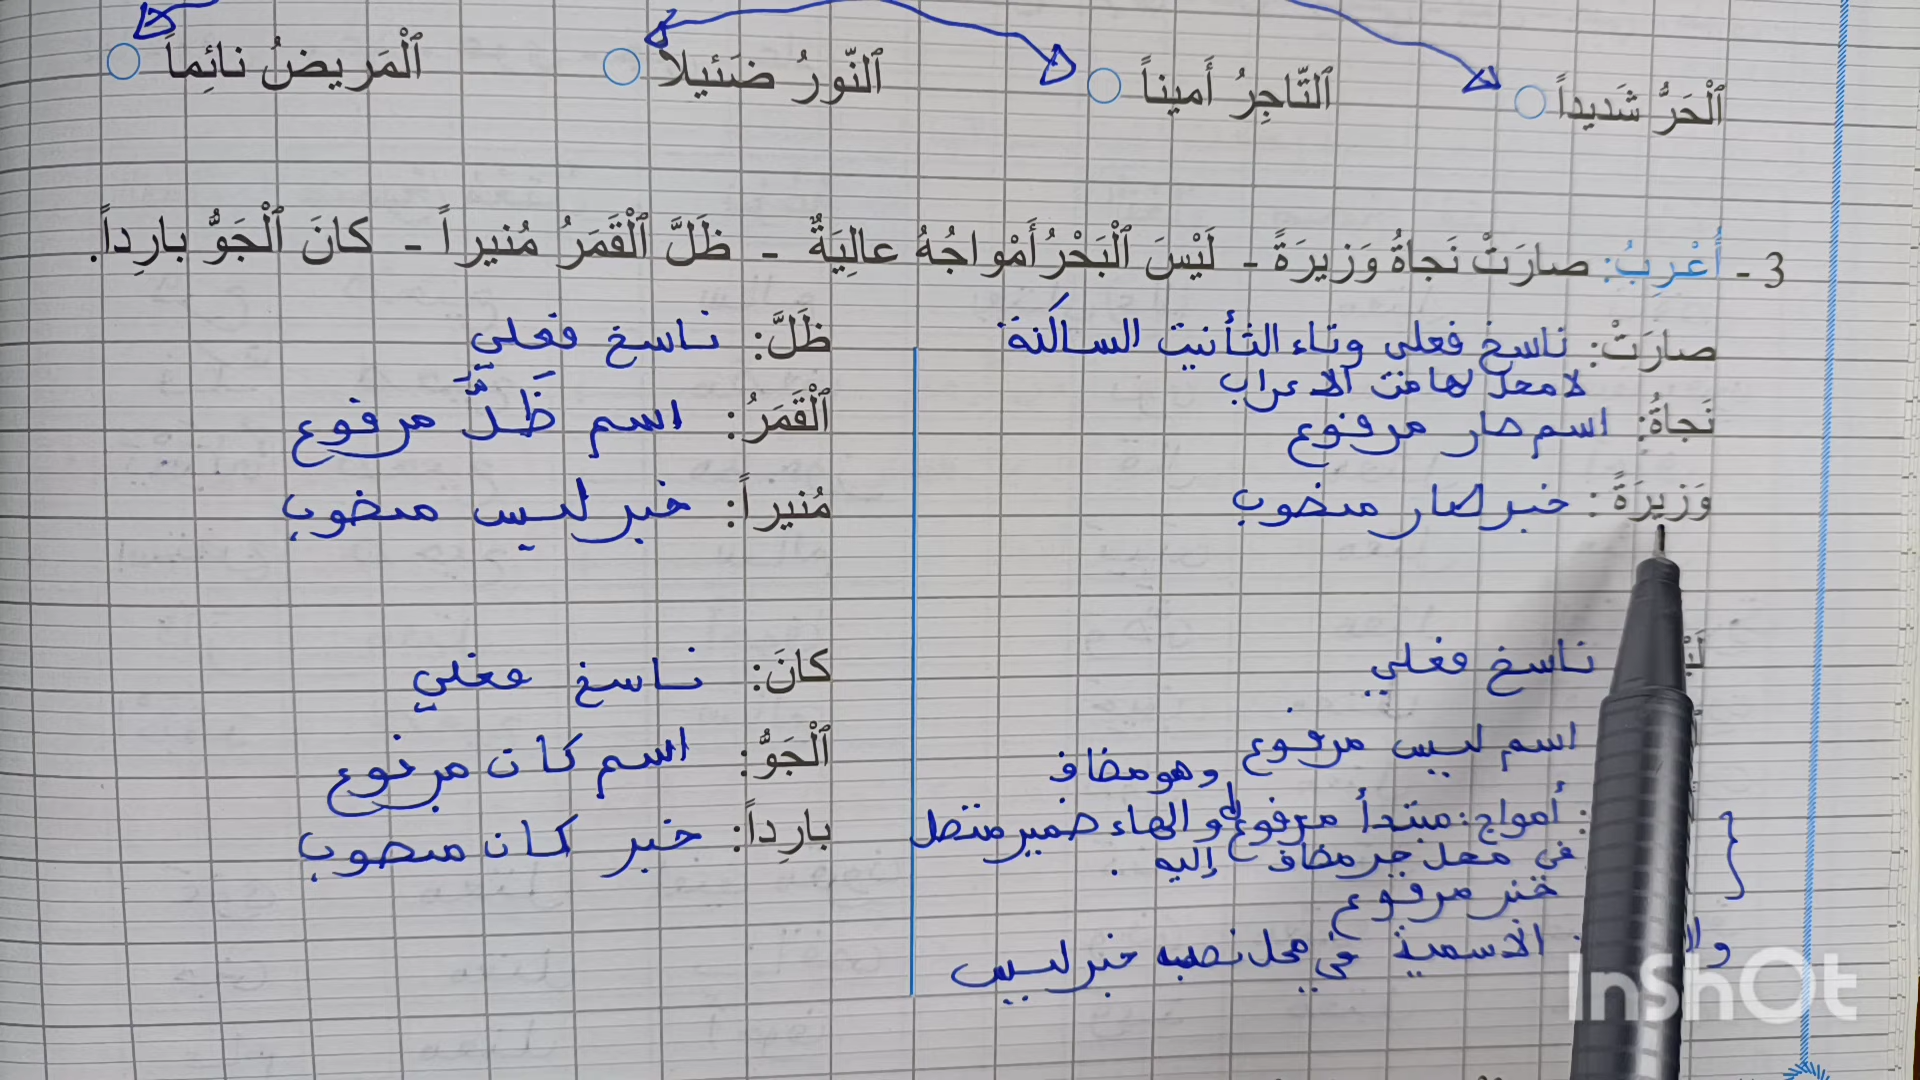 ٱلْحَرُّ شَديداً
ٱلتّاجِرُ أَميناً
ٱلنّورُ ضَئيلاً
ٱلْمَريضُ نائِماً
3 - أُعْرِبُ: صارَتْ نَجاةُ وَزيرَةً - لَيْسَ ٱلْبَحْرُ أَمْواجُهُ عالِيَةٌ - ظَلَّ ٱلْقَمَرُ مُنيراً - كانَ ٱلْجَوُّ بارِداً.
صارَتْ: ناسخ فعلي وتاء التأنيت الساكنة
لا محل لها من الاعراب
نَجاةُ: اسم صار مرفوع
وَزيرَةً: خبر لصار منصوب
ناسخ فعلي
اسم ليس مرفوع
: أمواج: مبتدأ مرفوع وهو مضاف والهاء ضمير متصل
في محل جر مضاف إليه.
خبر مرفوع
الاسمية في محل نصب خبر ليس
ظَلَّ: ناسخ فعلي
ٱلْقَمَرُ: اسم ظَلَّ مرفوع
مُنيراً: خبر ليس منصوب
كانَ: ناسخ فعلي
ٱلْجَوُّ: اسم كان مرفوع
بارِداً: خبر كان منصوب
InShOt